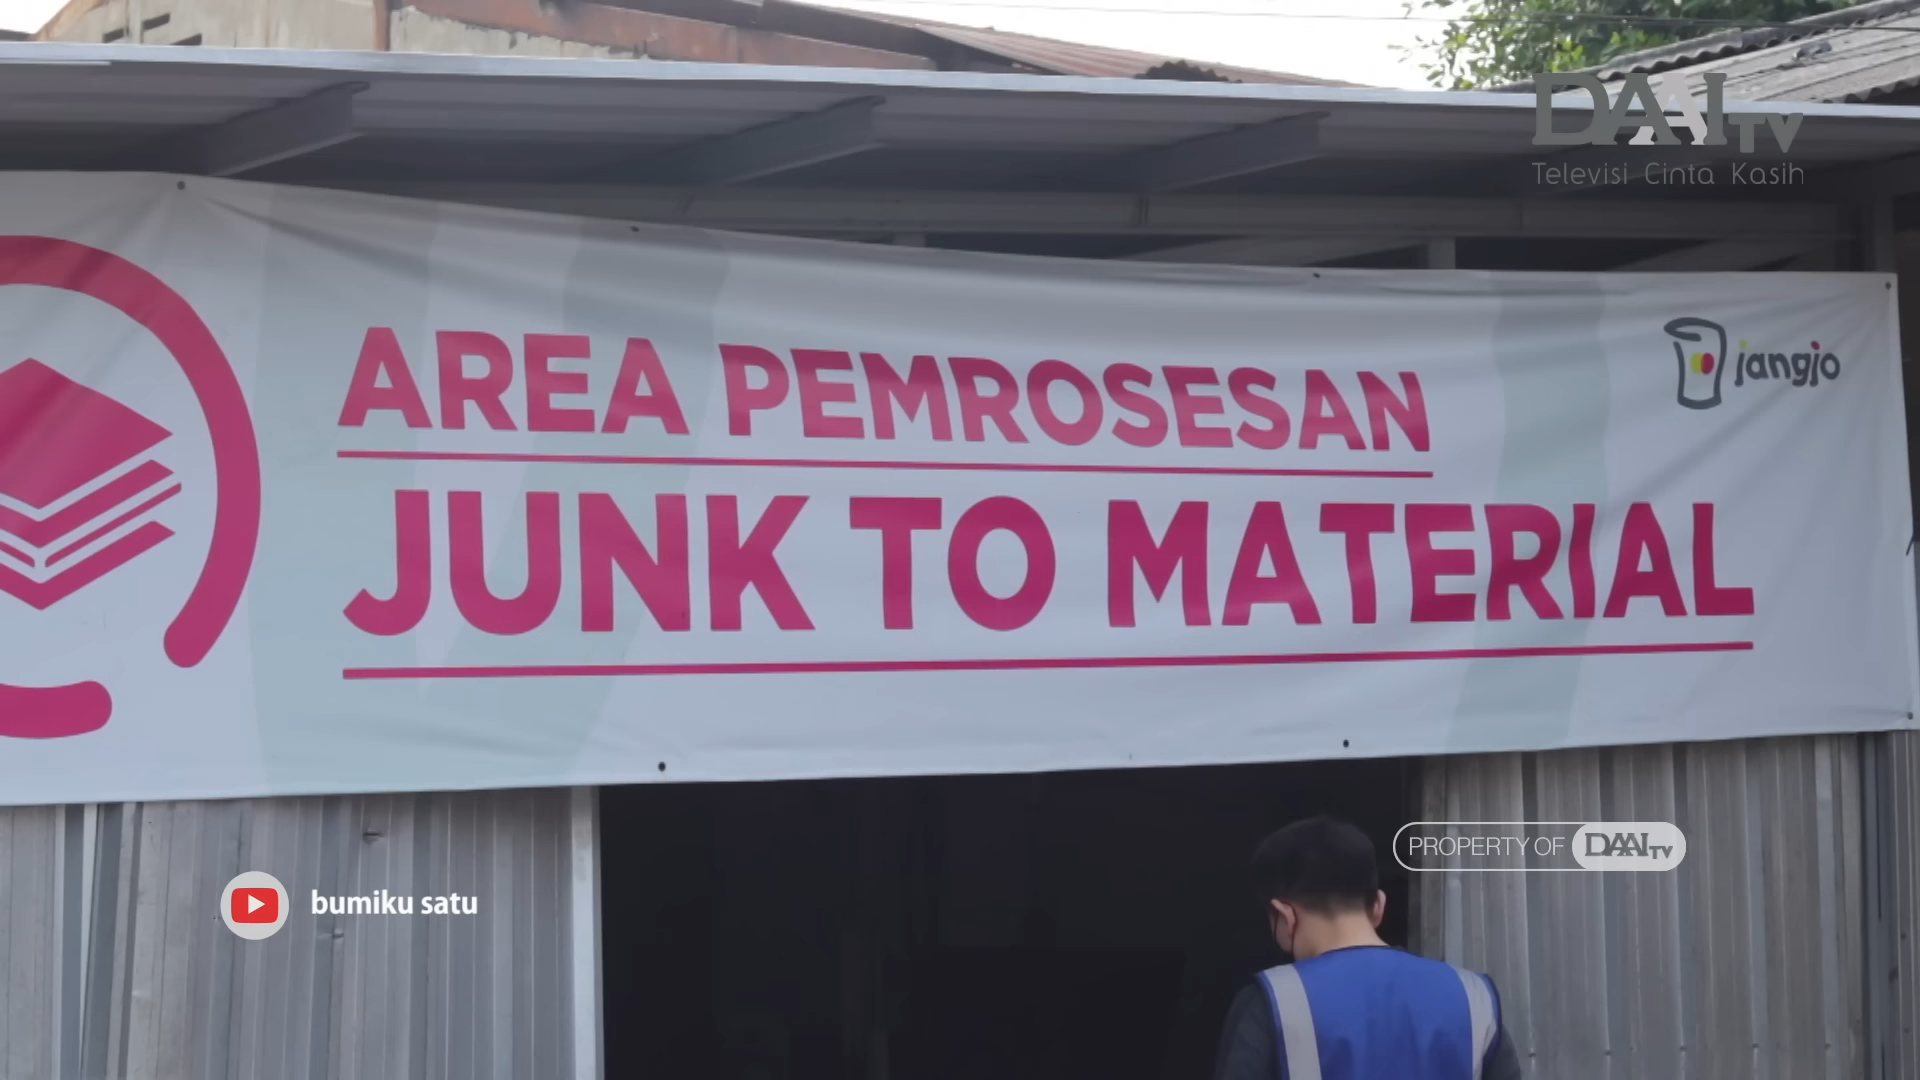 DAAI TV
Televisi Cinta Kasih
AREA PEMROSESAN
jangjo
JUNK TO MATERIAL
PROPERTY OF DAAI TV
bumiku satu